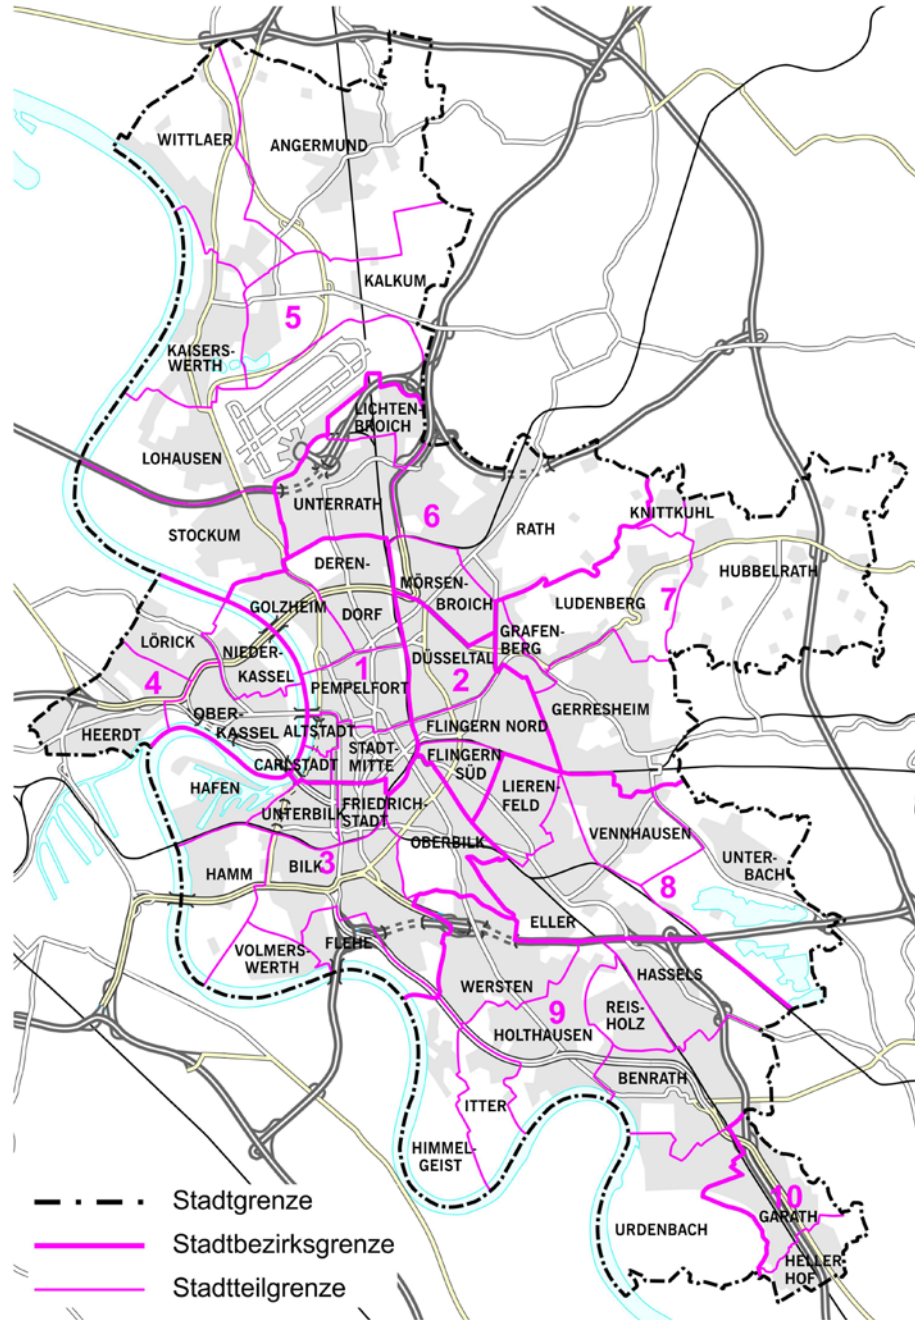 WITTLAER
ANGERMUND
KALKUM
5
KAISERS-
WERTH
LICHTEN-
BROICH
LOHAUSEN
UNTERRATH
6
KNITTKUHL
STOCKUM
RATH
DEREN-
DORF
MÖRSEN-
BROICH
HUBBELRATH
GOLZHEIM
LUDENBERG
7
LÖRICK
NIEDER-
KASSEL
GRAFEN-
BERG
4
1
DÜSSELTAL
2
PEMPELFORT
GERRESHEIM
OBER-
KASSEL
HEERDT
ALTSTADT
FLINGERN NORD
STADT-
MITTE
FLINGERN
SÜD
CARLSTADT
HAFEN
LIEREN-
FELD
UNTERBILK
FRIEDRICH-
STADT
VENNHAUSEN
OBERBILK
UNTER-
BACH
HAMM
BILK
3
8
ELLER
VOLMERS-
WERTH
FLEHE
HASSELS
WERSTEN
REIS-
HOLZ
9
HOLTHAUSEN
BENRATH
ITTER
HIMMEL-
GEIST
10
GARATH
URDENBACH
HELLER
HOF
Stadtgrenze
Stadtbezirksgrenze
Stadtteilgrenze